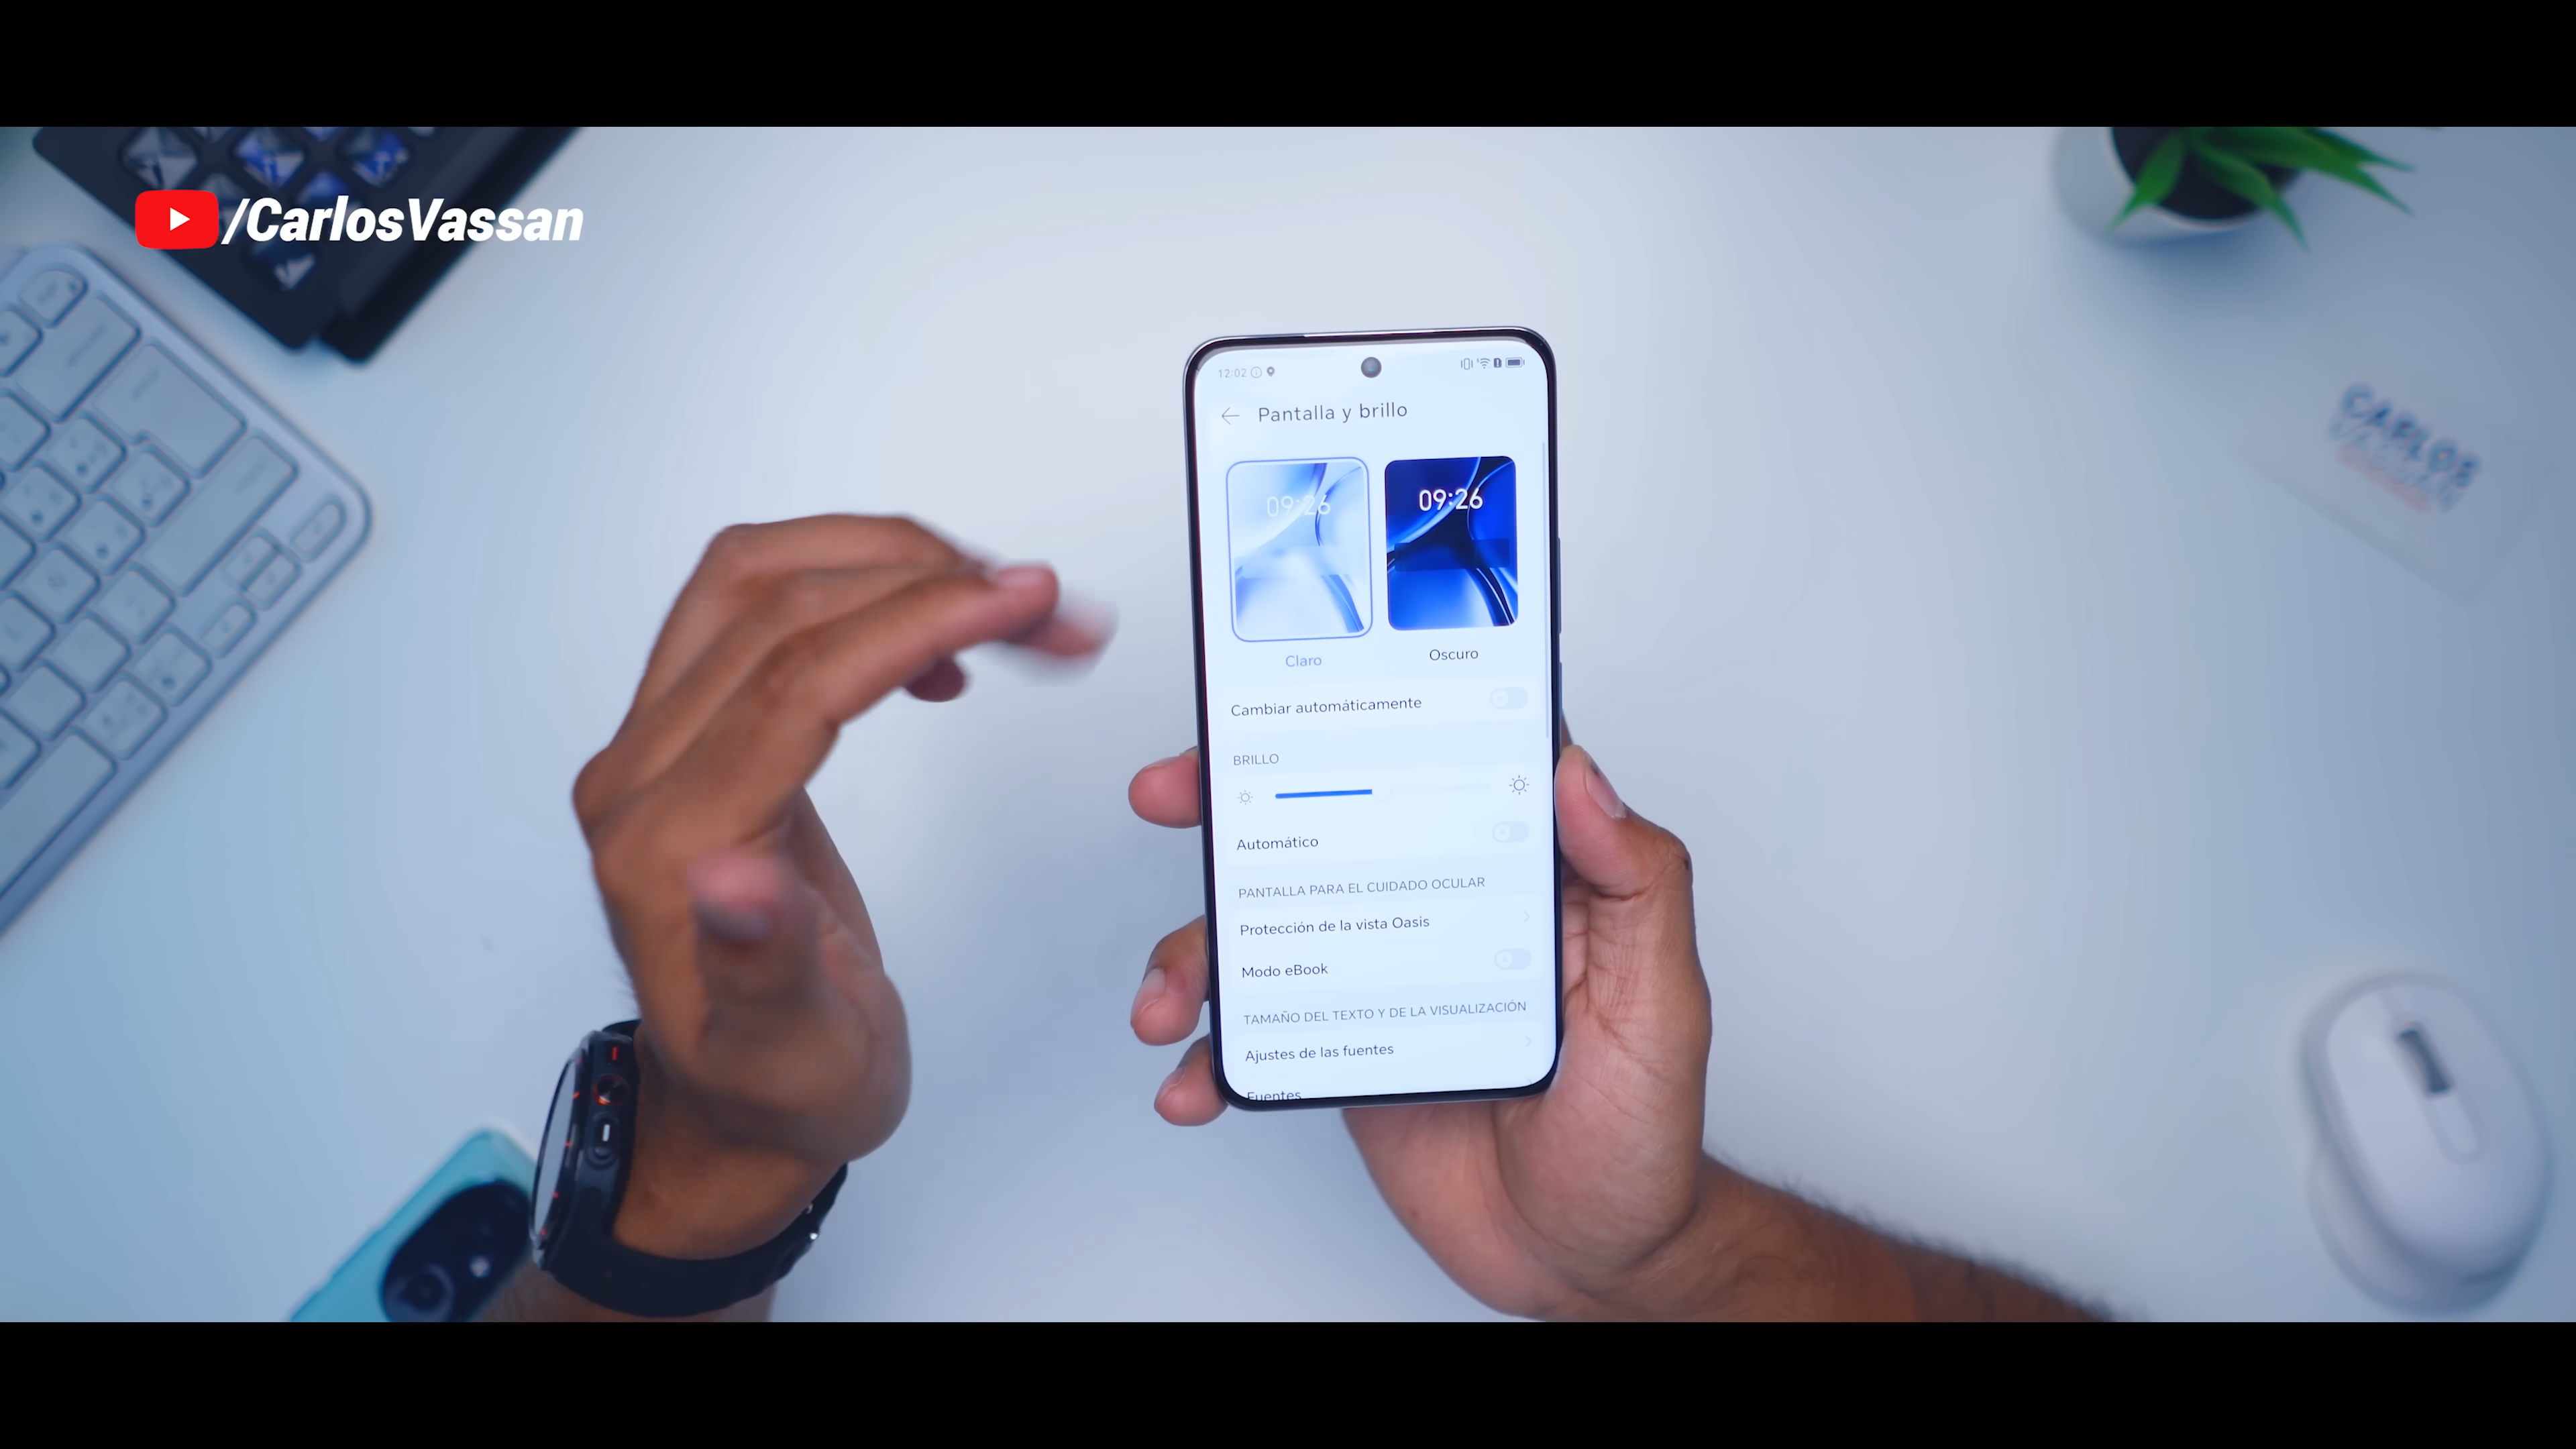 /CarlosVassan
12:02
Pantalla y brillo
09:26
09:26
Claro
Oscuro
Cambiar automáticamente
BRILLO
Automático
PANTALLA PARA EL CUIDADO OCULAR
Protección de la vista Oasis
Modo eBook
TAMAÑO DEL TEXTO Y DE LA VISUALIZACIÓN
Ajustes de las fuentes
Fuentes
CARLOS
VASSAN